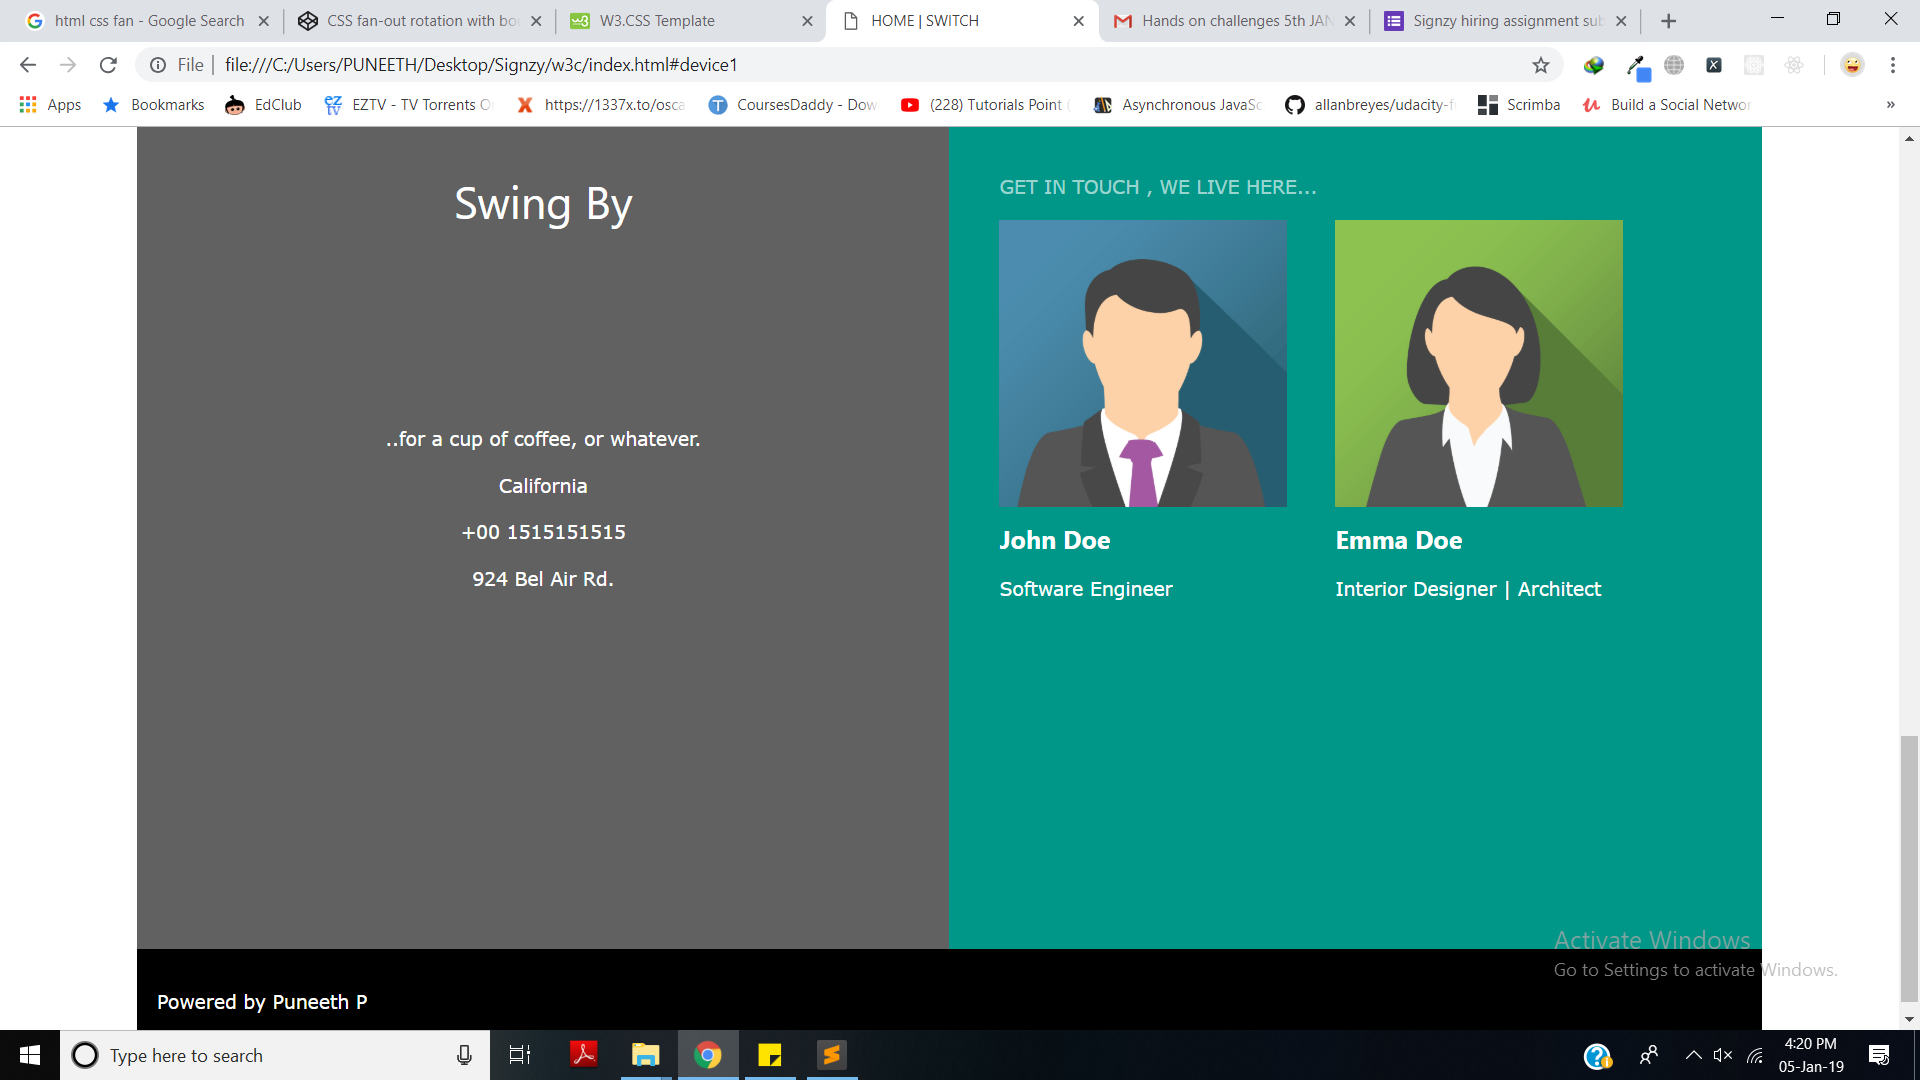 html css fan - Google Search
CSS fan-out rotation with bo
W3.CSS Template
HOME | SWITCH
Hands on challenges 5th JAN
Signzy hiring assignment sub
File
file:///C:/Users/PUNEETH/Desktop/Signzy/w3c/index.html#device1
Apps
Bookmarks
EdClub
EZTV - TV Torrents O
https://1337x.to/osca
CoursesDaddy - Dow
(228) Tutorials Point (
Asynchronous JavaSc
allanbreyes/udacity-f
Scrimba
Build a Social Networ
»
Swing By
..for a cup of coffee, or whatever.
California
+00 1515151515
924 Bel Air Rd.
GET IN TOUCH , WE LIVE HERE...
John Doe
Software Engineer
Emma Doe
Interior Designer | Architect
Powered by Puneeth P
Activate Windows
Go to Settings to activate Windows.
Type here to search
4:20 PM
05-Jan-19